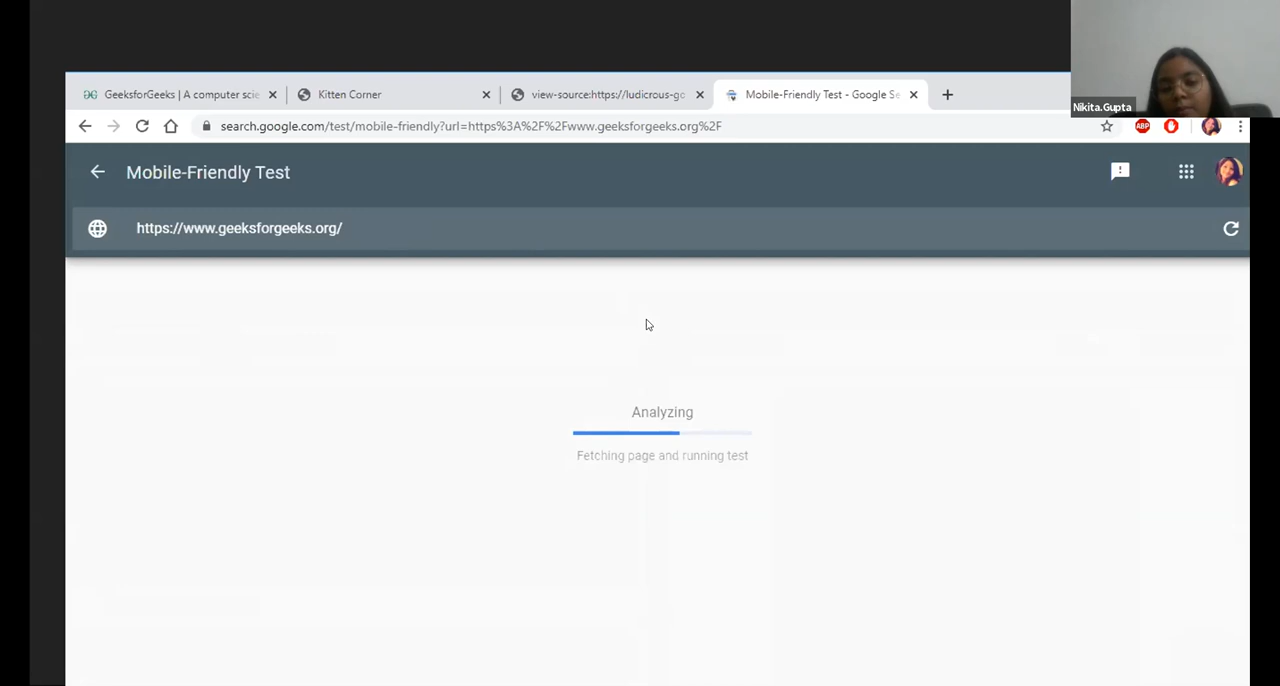 GeeksforGeeks | A computer scie
Kitten Corner
view-source:https://ludicrous-go
Mobile-Friendly Test - Google Se
Nikita.Gupta
search.google.com/test/mobile-friendly?url=https%3A%2F%2Fwww.geeksforgeeks.org%2F
ABP
Mobile-Friendly Test
https://www.geeksforgeeks.org/
Analyzing
Fetching page and running test